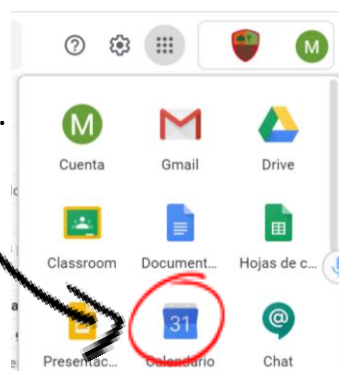 M
M
Cuenta Gmail Drive
Classroom Document... Hojas de c...
31
Presentac... Calendario Chat